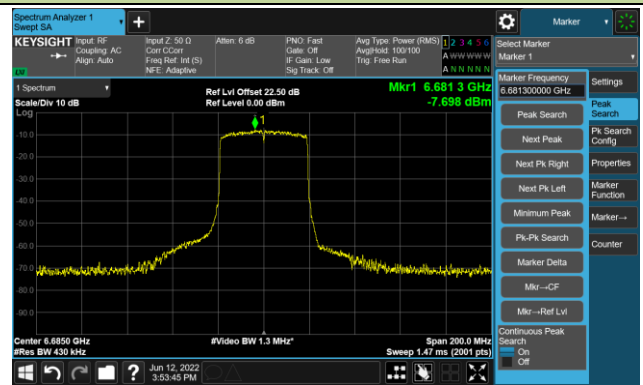 Spectrum Analyzer 1
Swept SA
+
Marker
KEYSIGHT
Input: RF
Coupling: AC
Align: Auto
Input Z: 50 Ω
Corr CCorr
Freq Ref: Int (S)
NFE: Adaptive
Atten: 6 dB
PNO: Fast
Gate: Off
IF Gain: Low
Sig Track: Off
Avg Type: Power (RMS)
Avg|Hold: 100/100
Trig: Free Run
1 2 3 4 5 6
A W W W W W
A N N N N N
Select Marker
Marker 1
1 Spectrum
Scale/Div 10 dB
Log
Ref Lvl Offset 22.50 dB
Ref Level 0.00 dBm
Mkr1 6.681 3 GHz
-7.698 dBm
1
-10.0
-20.0
-30.0
-40.0
-50.0
-60.0
-70.0
-80.0
-90.0
Center 6.6850 GHz
#Res BW 430 kHz
#Video BW 1.3 MHz*
Span 200.0 MHz
Sweep 1.47 ms (2001 pts)
Marker Frequency
6.681300000 GHz
Peak Search
Next Peak
Next Pk Right
Next Pk Left
Minimum Peak
Pk-Pk Search
Marker Delta
Mkr→CF
Mkr→Ref Lvl
Continuous Peak
Search
On
Off
Settings
Peak
Search
Pk Search
Config
Properties
Marker
Function
Marker→
Counter
?
Jun 12, 2022
3:53:45 PM